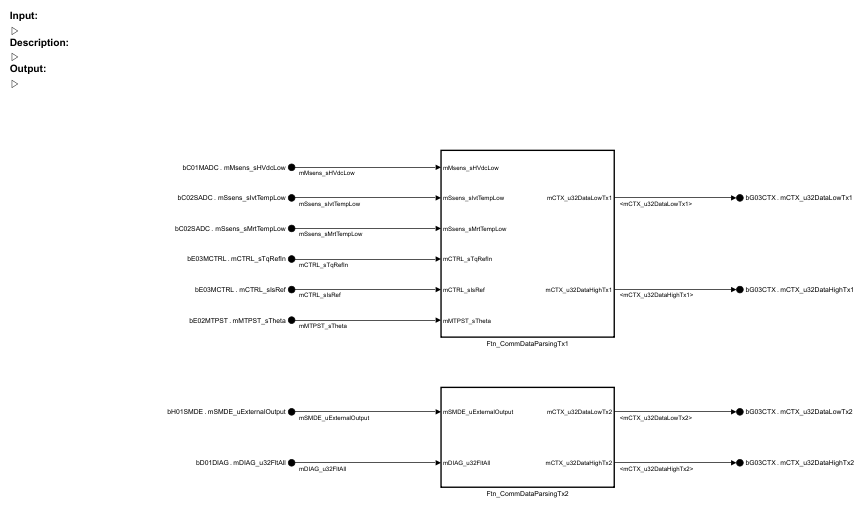 Input:
Description:
Output:
bC01MADC . mMsens_sHVdcLow
mMsens_sHVdcLow
mMsens_sHVdcLow
bC02SADC . mSsens_sIvtTempLow
mSsens_sIvtTempLow
mSsens_sIvtTempLow
mCTX_u32DataLowTx1
<mCTX_u32DataLowTx1>
bG03CTX . mCTX_u32DataLowTx1
bC02SADC . mSsens_sMrtTempLow
mSsens_sMrtTempLow
mSsens_sMrtTempLow
bE03MCTRL . mCTRL_sTqRefIn
mCTRL_sTqRefIn
mCTRL_sTqRefIn
bE03MCTRL . mCTRL_sIsRef
mCTRL_sIsRef
mCTRL_sIsRef
mCTX_u32DataHighTx1
<mCTX_u32DataHighTx1>
bG03CTX . mCTX_u32DataHighTx1
bE02MTPST . mMTPST_sTheta
mMTPST_sTheta
mMTPST_sTheta
Ftn_CommDataParsingTx1
bH01SMDE . mSMDE_uExternalOutput
mSMDE_uExternalOutput
mSMDE_uExternalOutput
mCTX_u32DataLowTx2
<mCTX_u32DataLowTx2>
bG03CTX . mCTX_u32DataLowTx2
bD01DIAG . mDIAG_u32FltAll
mDIAG_u32FltAll
mDIAG_u32FltAll
mCTX_u32DataHighTx2
<mCTX_u32DataHighTx2>
bG03CTX . mCTX_u32DataHighTx2
Ftn_CommDataParsingTx2